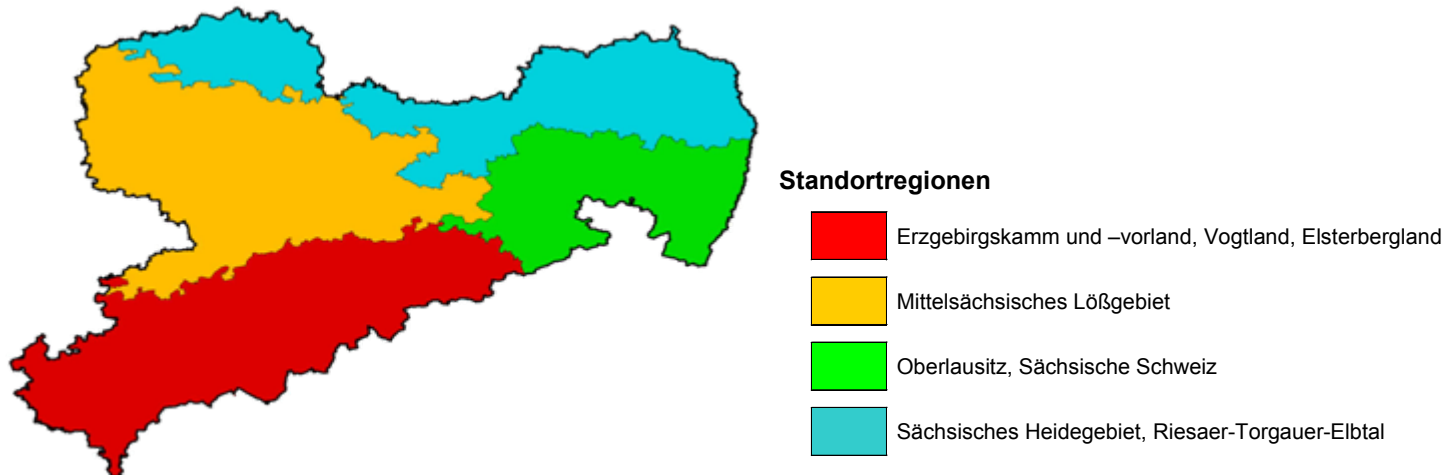 Standortregionen
Erzgebirgskamm und –vorland, Vogtland, Elsterbergland
Mittelsächsisches Lößgebiet
Oberlausitz, Sächsische Schweiz
Sächsisches Heidegebiet, Riesaer-Torgauer-Elbtal